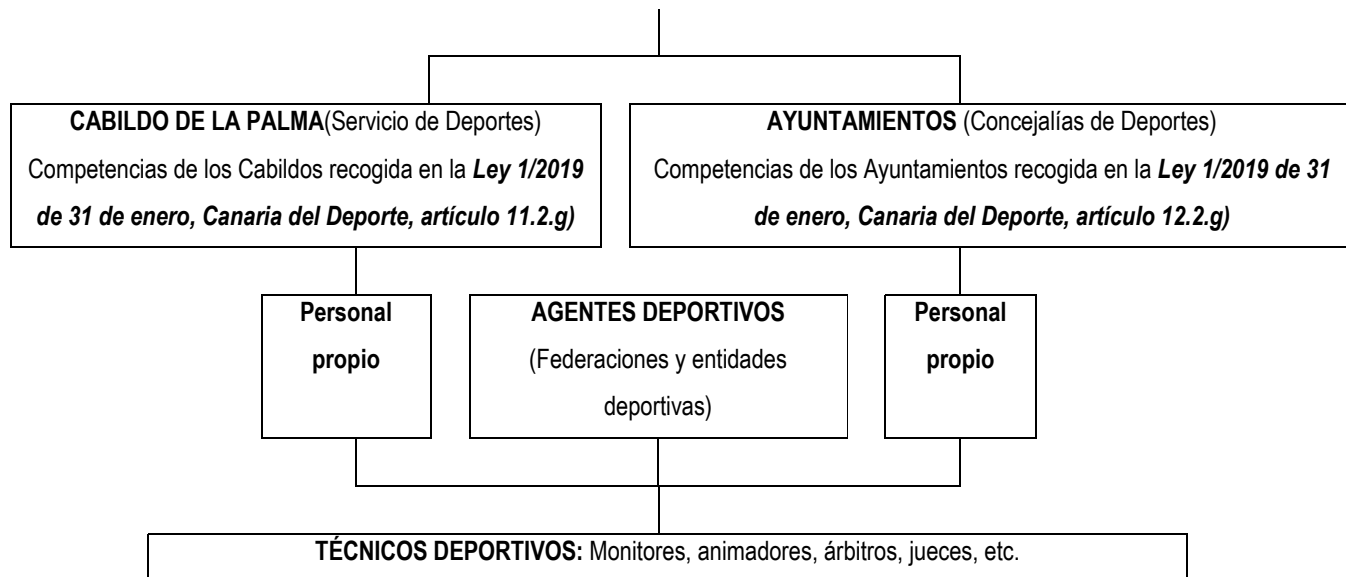 CABILDO DE LA PALMA(Servicio de Deportes)
Competencias de los Cabildos recogida en la Ley 1/2019
de 31 de enero, Canaria del Deporte, artículo 11.2.g)
AYUNTAMIENTOS (Concejalías de Deportes)
Competencias de los Ayuntamientos recogida en la Ley 1/2019 de 31
de enero, Canaria del Deporte, artículo 12.2.g)
Personal
propio
AGENTES DEPORTIVOS
(Federaciones y entidades
deportivas)
Personal
propio
TÉCNICOS DEPORTIVOS: Monitores, animadores, árbitros, jueces, etc.